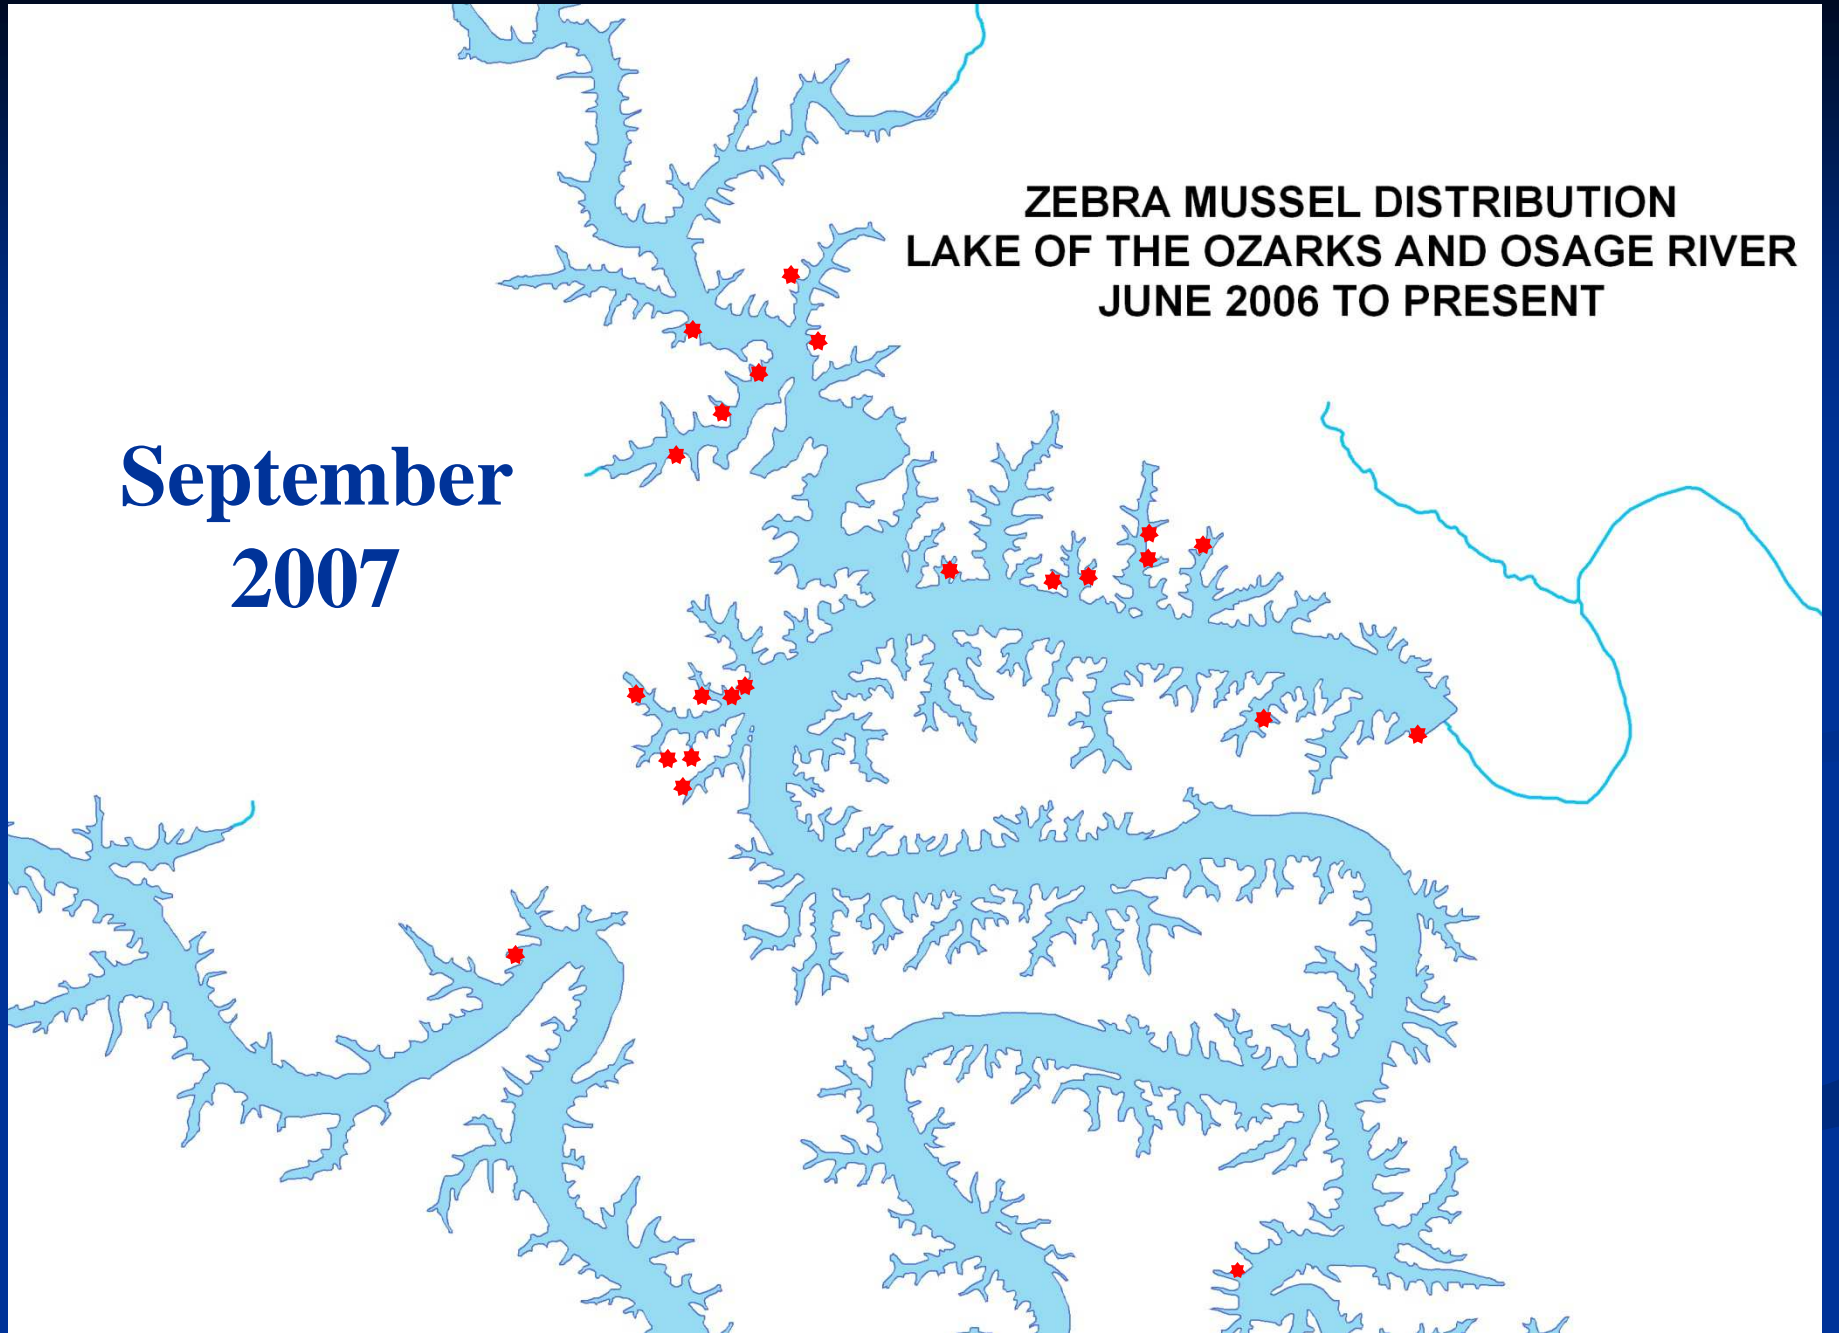 ZEBRA MUSSEL DISTRIBUTION
LAKE OF THE OZARKS AND OSAGE RIVER
JUNE 2006 TO PRESENT
September
2007